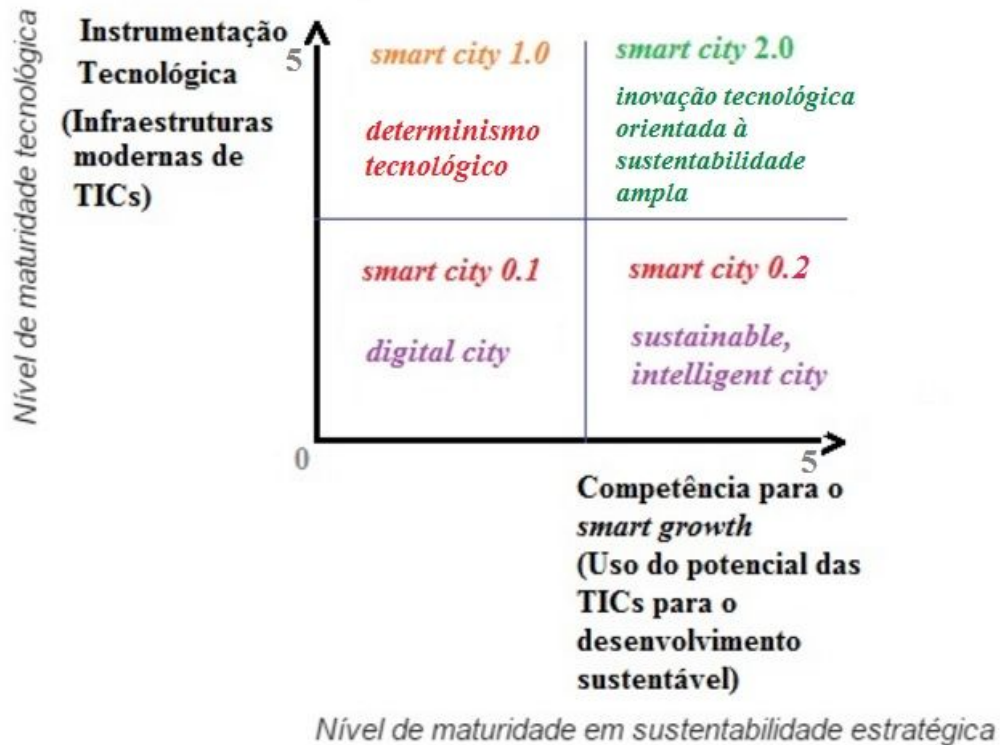 Nível de maturidade tecnológica
Instrumentação
Tecnológica
(Infraestruturas
modernas de
TICs)
5
smart city 1.0
determinismo
tecnológico
smart city 2.0
inovação tecnológica
orientada à
sustentabilidade
ampla
smart city 0.1
digital city
smart city 0.2
sustainable,
intelligent city
0
5
Competência para o
smart growth
(Uso do potencial das
TICs para o
desenvolvimento
sustentável)
Nível de maturidade em sustentabilidade estratégica